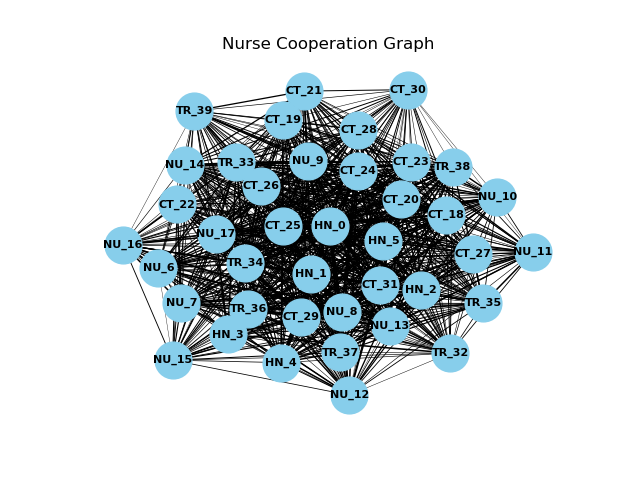 Nurse Cooperation Graph
CT_21
CT_30
TR_39
CT_19
CT_28
NU_9
TR_33
NU_14
CT_24
CT_23
TR_38
CT_26
CT_20
NU_10
CT_22
CT_18
CT_25
HN_0
NU_17
HN_5
NU_16
NU_11
CT_27
TR_34
NU_6
HN_1
CT_31
HN_2
NU_7
TR_35
TR_36
NU_8
CT_29
NU_13
HN_3
TR_37
TR_32
NU_15
HN_4
NU_12